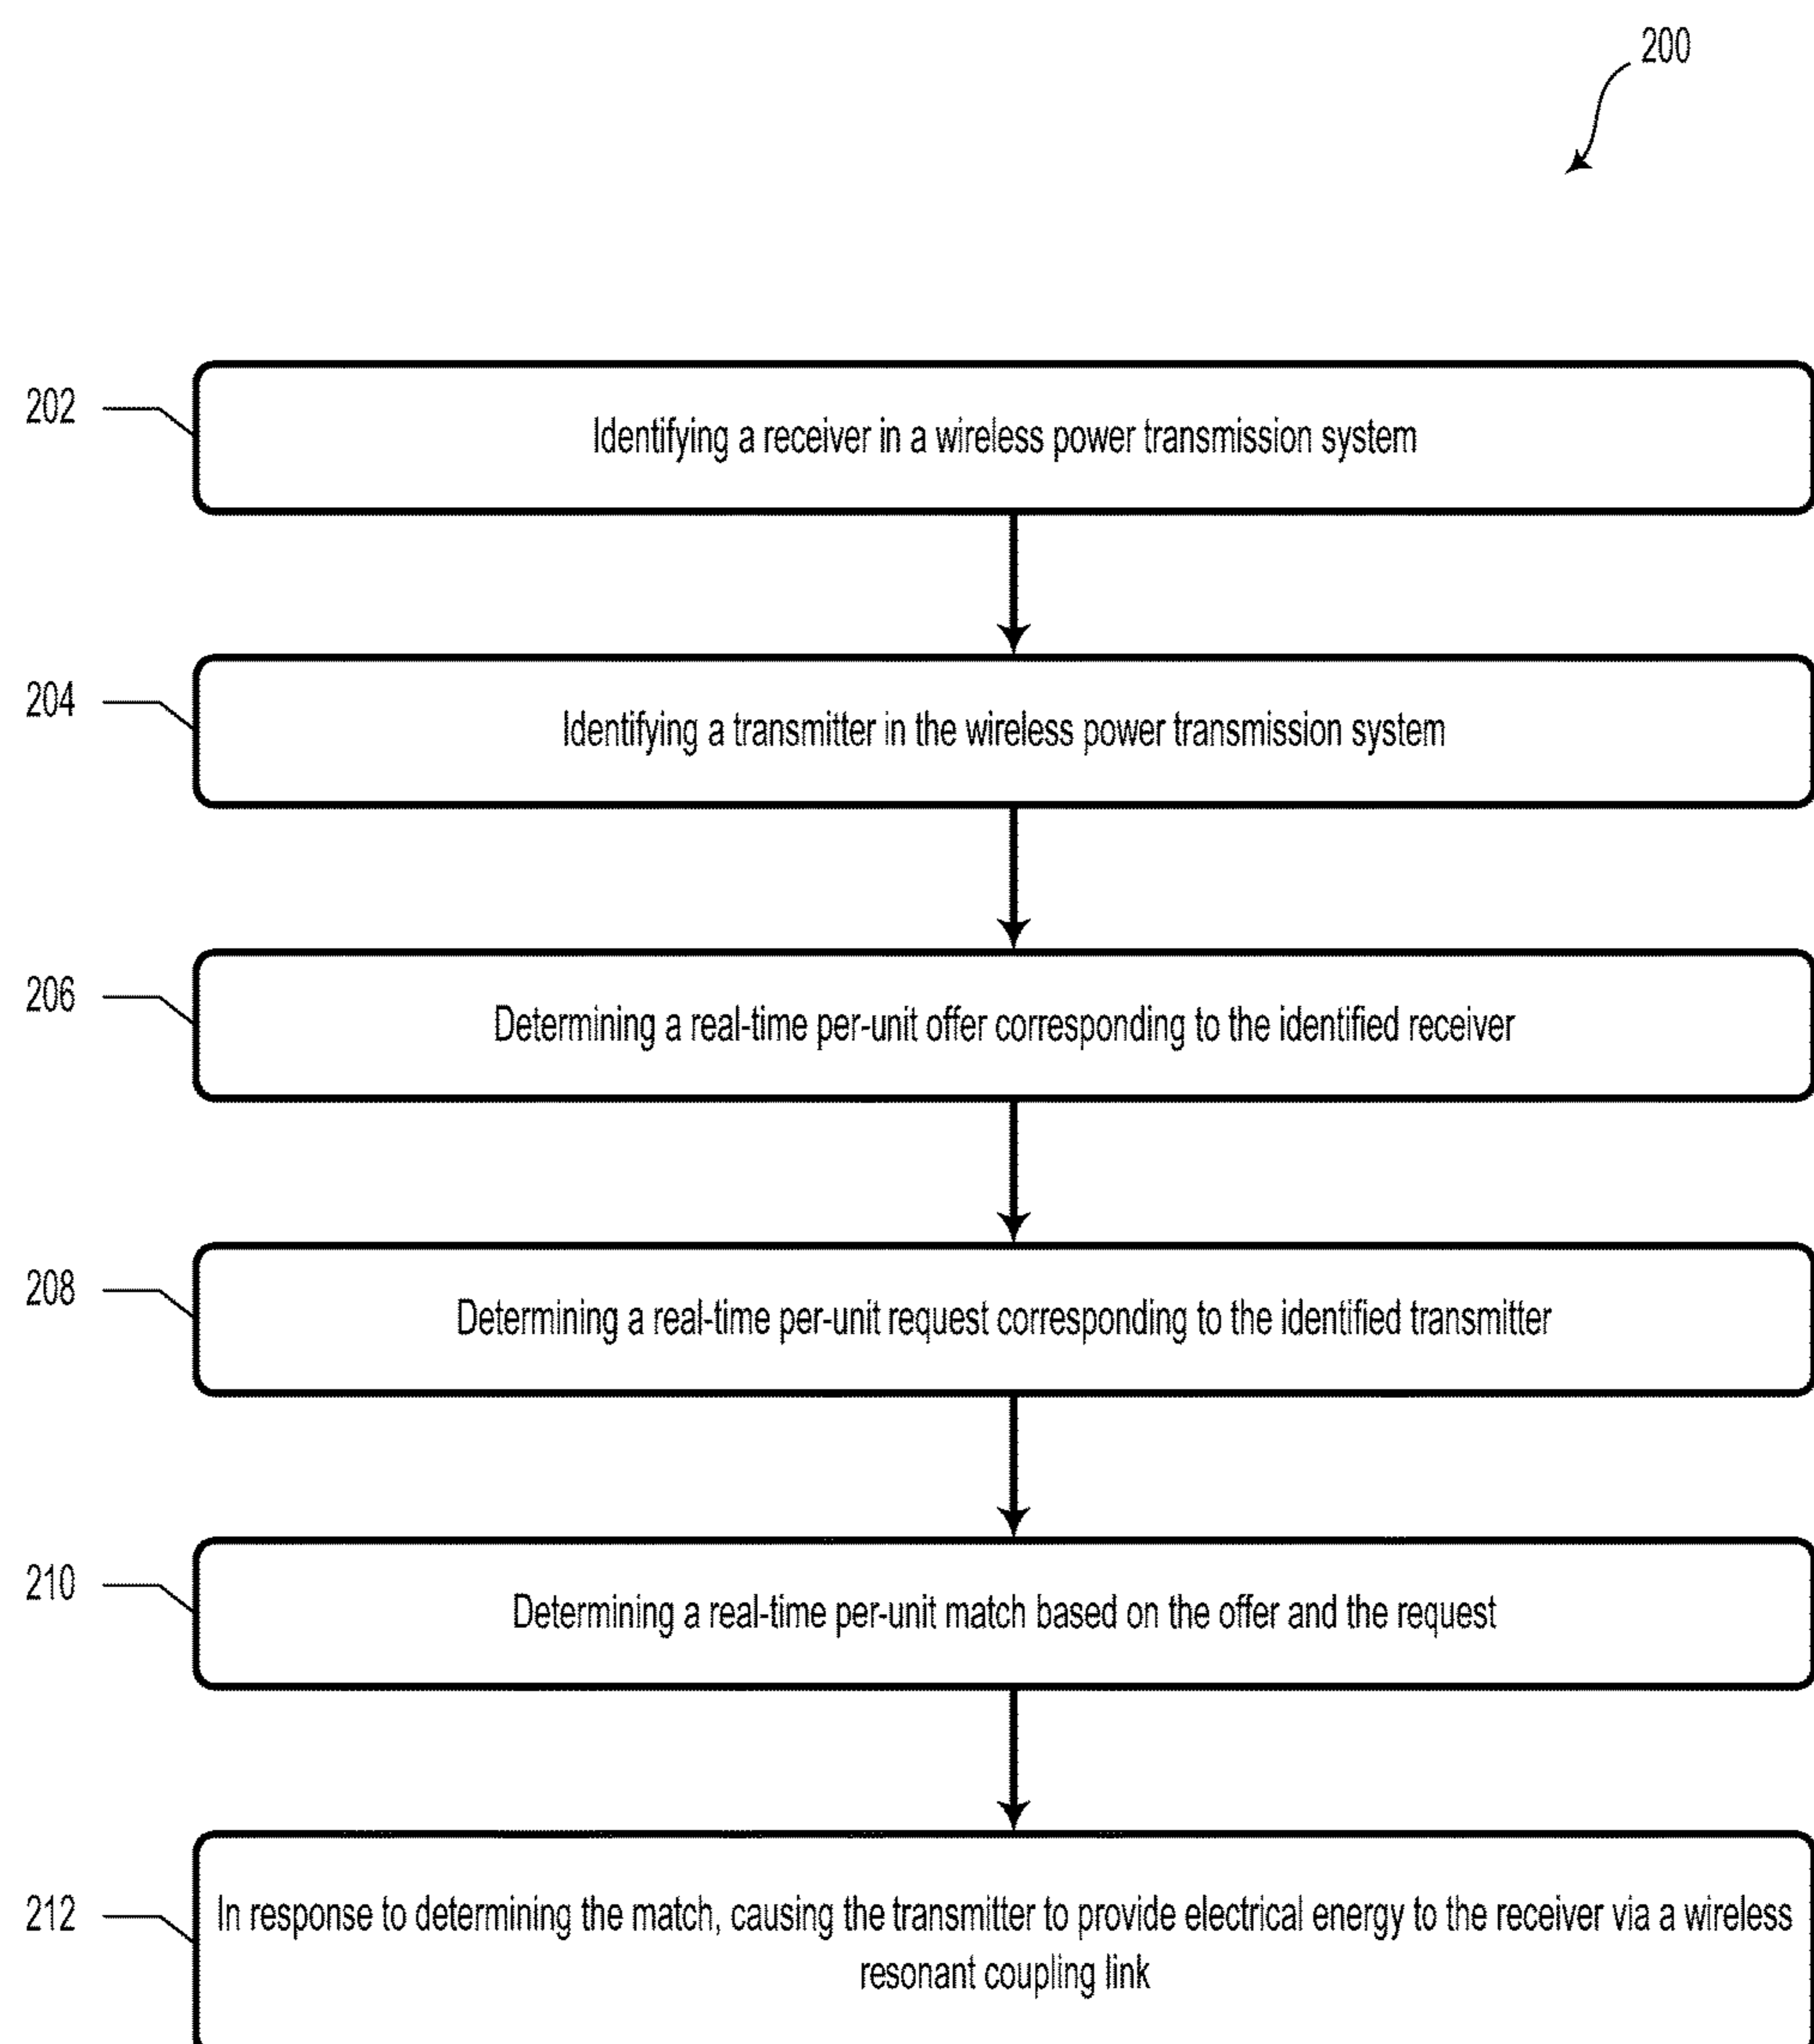 200
202
Identifying a receiver in a wireless power transmission system
204
Identifying a transmitter in the wireless power transmission system
206
Determining a real-time per-unit offer corresponding to the identified receiver
208
Determining a real-time per-unit request corresponding to the identified transmitter
210
Determining a real-time per-unit match based on the offer and the request
212
In response to determining the match, causing the transmitter to provide electrical energy to the receiver via a wireless
resonant coupling link